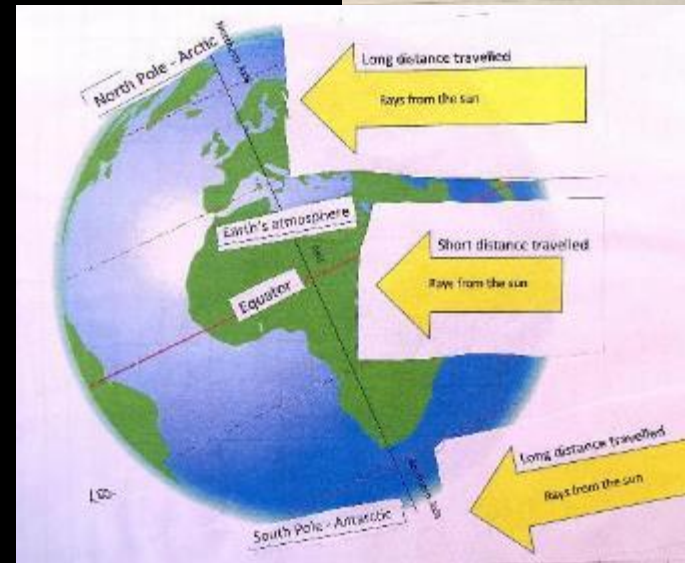 North Pole - Arctic
Long distance travelled
Rays from the sun
Earth's atmosphere
Short distance travelled
Rays from the sun
Equator
Long distance travelled
Rays from the sun
South Pole - Antarctic